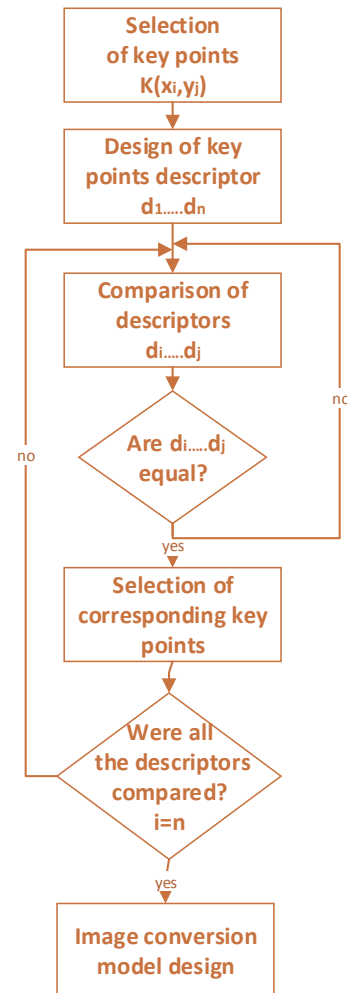 Selection
of key points
K(xi,yj)
Design of key
points descriptor
d1.....dn
Comparison of
descriptors
di.....dj
no
no
Are di.....dj
equal?
yes
Selection of
corresponding key
points
Were all
the descriptors
compared?
i=n
yes
Image conversion
model design